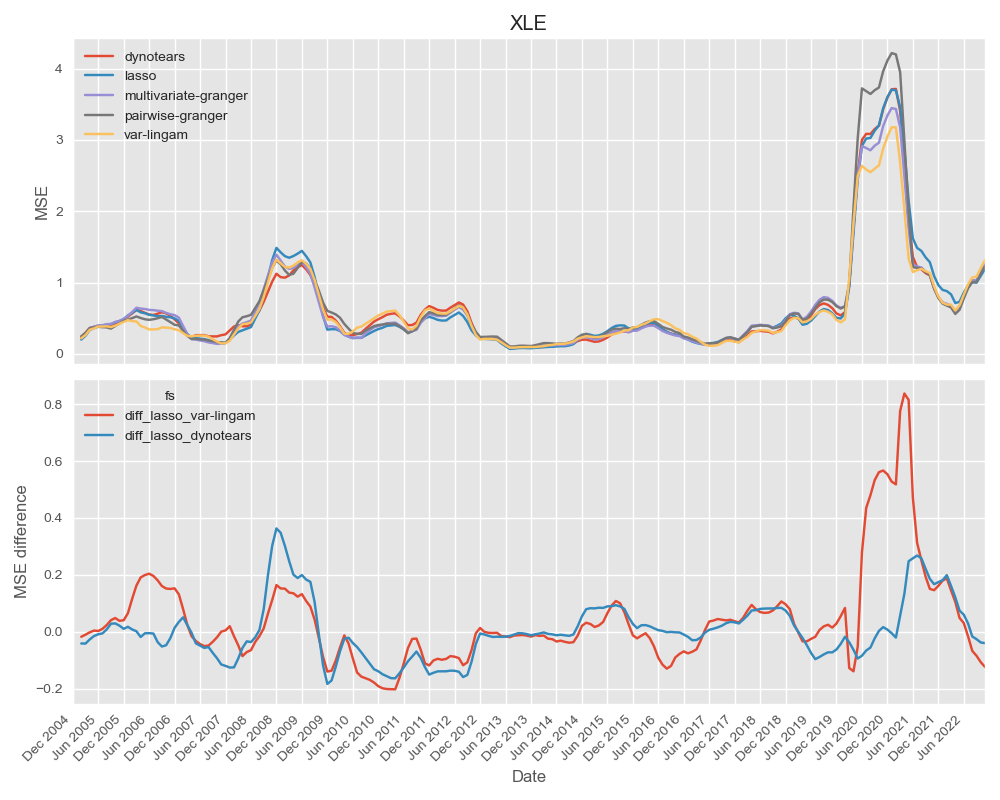 XLE
dynotears
lasso
multivariate-granger
pairwise-granger
var-lingam
4
3
2
1
0
MSE
fs
diff_lasso_var-lingam
diff_lasso_dynotears
0.8
0.6
0.4
0.2
0.0
−0.2
MSE difference
Dec 2004
Jun 2005
Dec 2005
Jun 2006
Dec 2006
Jun 2007
Dec 2007
Jun 2008
Dec 2008
Jun 2009
Dec 2009
Jun 2010
Dec 2010
Jun 2011
Dec 2011
Jun 2012
Dec 2012
Jun 2013
Dec 2013
Jun 2014
Dec 2014
Jun 2015
Dec 2015
Jun 2016
Dec 2016
Jun 2017
Dec 2017
Jun 2018
Dec 2018
Jun 2019
Dec 2019
Jun 2020
Dec 2020
Jun 2021
Dec 2021
Jun 2022
Date